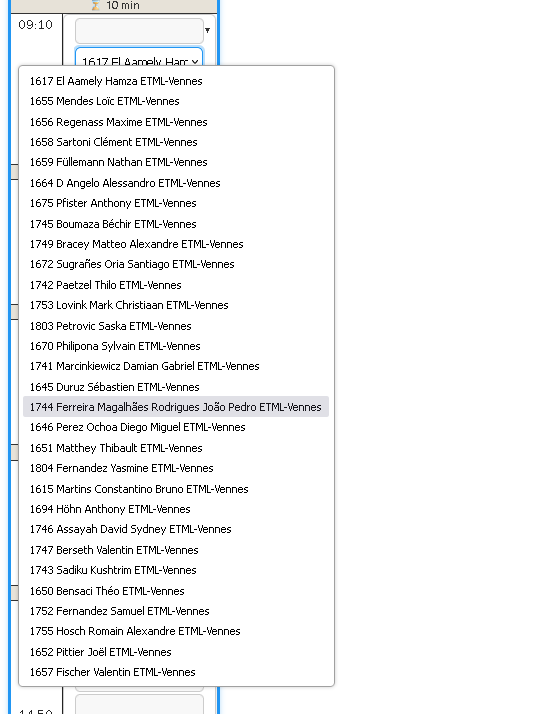 10 min
09:10
1617 El Aamely Ham
1617 El Aamely Hamza ETML-Vennes
1655 Mendes Loïc ETML-Vennes
1656 Regenass Maxime ETML-Vennes
1658 Sartoni Clément ETML-Vennes
1659 Füllemann Nathan ETML-Vennes
1664 D Angelo Alessandro ETML-Vennes
1675 Pfister Anthony ETML-Vennes
1745 Boumaza Béchir ETML-Vennes
1749 Bracey Matteo Alexandre ETML-Vennes
1672 Sugrañes Oria Santiago ETML-Vennes
1742 Paetzel Thilo ETML-Vennes
1753 Lovink Mark Christiaan ETML-Vennes
1803 Petrovic Saska ETML-Vennes
1670 Philipona Sylvain ETML-Vennes
1741 Marcinkiewicz Damian Gabriel ETML-Vennes
1645 Duruz Sébastien ETML-Vennes
1744 Ferreira Magalhães Rodrigues João Pedro ETML-Vennes
1646 Perez Ochoa Diego Miguel ETML-Vennes
1651 Matthey Thibault ETML-Vennes
1804 Fernandez Yasmine ETML-Vennes
1615 Martins Constantino Bruno ETML-Vennes
1694 Höhn Anthony ETML-Vennes
1746 Assayah David Sydney ETML-Vennes
1747 Berseth Valentin ETML-Vennes
1743 Sadiku Kushtrim ETML-Vennes
1650 Bensaci Théo ETML-Vennes
1752 Fernandez Samuel ETML-Vennes
1755 Hosch Romain Alexandre ETML-Vennes
1652 Pittier Joël ETML-Vennes
1657 Fischer Valentin ETML-Vennes
14:50